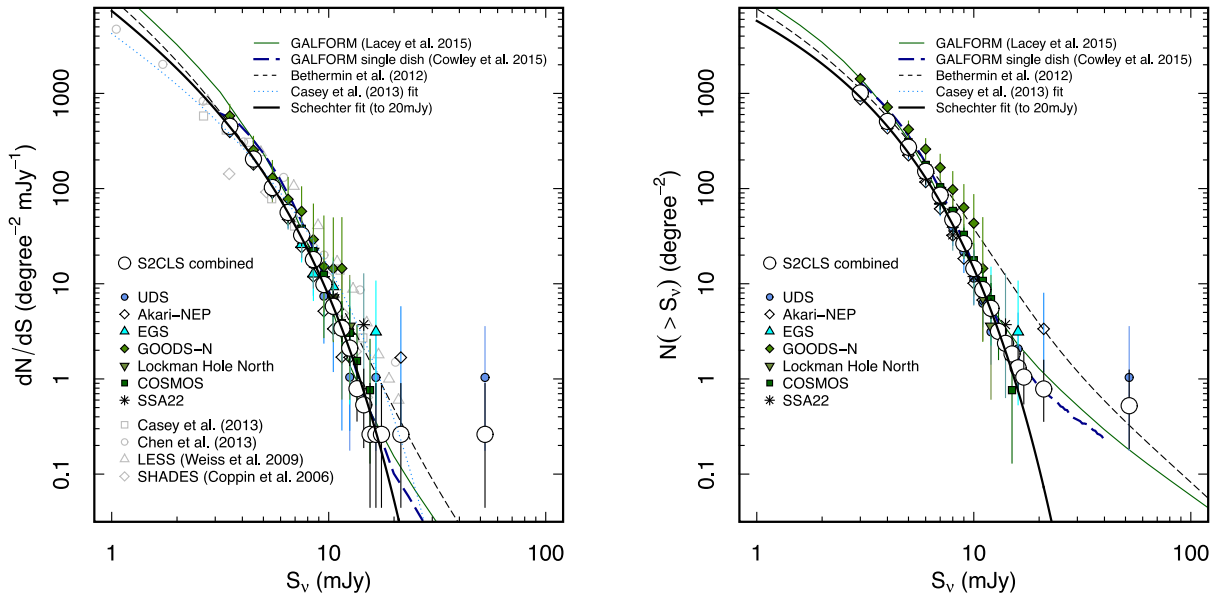 GALFORM (Lacey et al. 2015)
GALFORM single dish (Cowley et al. 2015)
Bethermin et al. (2012)
Casey et al. (2013) fit
Schechter fit (to 20mJy)
1000
100
10
1
0.1
dN/dS (degree⁻² mJy⁻¹)
S2CLS combined
UDS
Akari−NEP
EGS
GOODS−N
Lockman Hole North
COSMOS
SSA22
Casey et al. (2013)
Chen et al. (2013)
LESS (Weiss et al. 2009)
SHADES (Coppin et al. 2006)
1 10 100
Sν (mJy)
GALFORM (Lacey et al. 2015)
GALFORM single dish (Cowley et al. 2015)
Bethermin et al. (2012)
Casey et al. (2013) fit
Schechter fit (to 20mJy)
1000
100
10
1
0.1
N( > Sν) (degree⁻²)
S2CLS combined
UDS
Akari−NEP
EGS
GOODS−N
Lockman Hole North
COSMOS
SSA22
1 10 100
Sν (mJy)